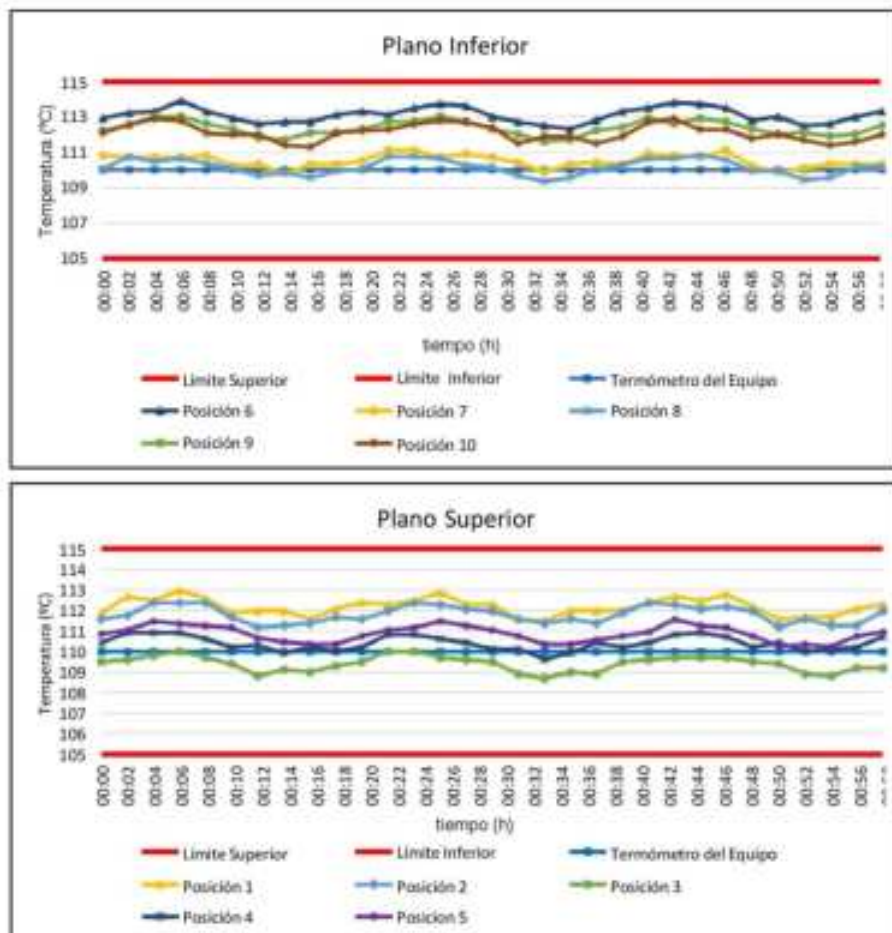 Plano Inferior
Temperatura (ºC)
115
113
111
109
107
105
00:00 00:02 00:04 00:06 00:08 00:10 00:12 00:14 00:16 00:18 00:20 00:22 00:24 00:26 00:28 00:30 00:32 00:34 00:36 00:38 00:40 00:42 00:44 00:46 00:48 00:50 00:52 00:54 00:56
tiempo (h)
Límite Superior Límite Inferior Termómetro del Equipo
Posición 6 Posición 7 Posición 8
Posición 9 Posición 10
Plano Superior
Temperatura (ºC)
115
114
113
112
111
110
109
108
107
106
105
00:00 00:02 00:04 00:06 00:08 00:10 00:12 00:14 00:16 00:18 00:20 00:22 00:24 00:26 00:28 00:30 00:32 00:34 00:36 00:38 00:40 00:42 00:44 00:46 00:48 00:50 00:52 00:54 00:56
tiempo (h)
Límite Superior Límite Inferior Termómetro del Equipo
Posición 1 Posición 2 Posición 3
Posición 4 Posicion 5